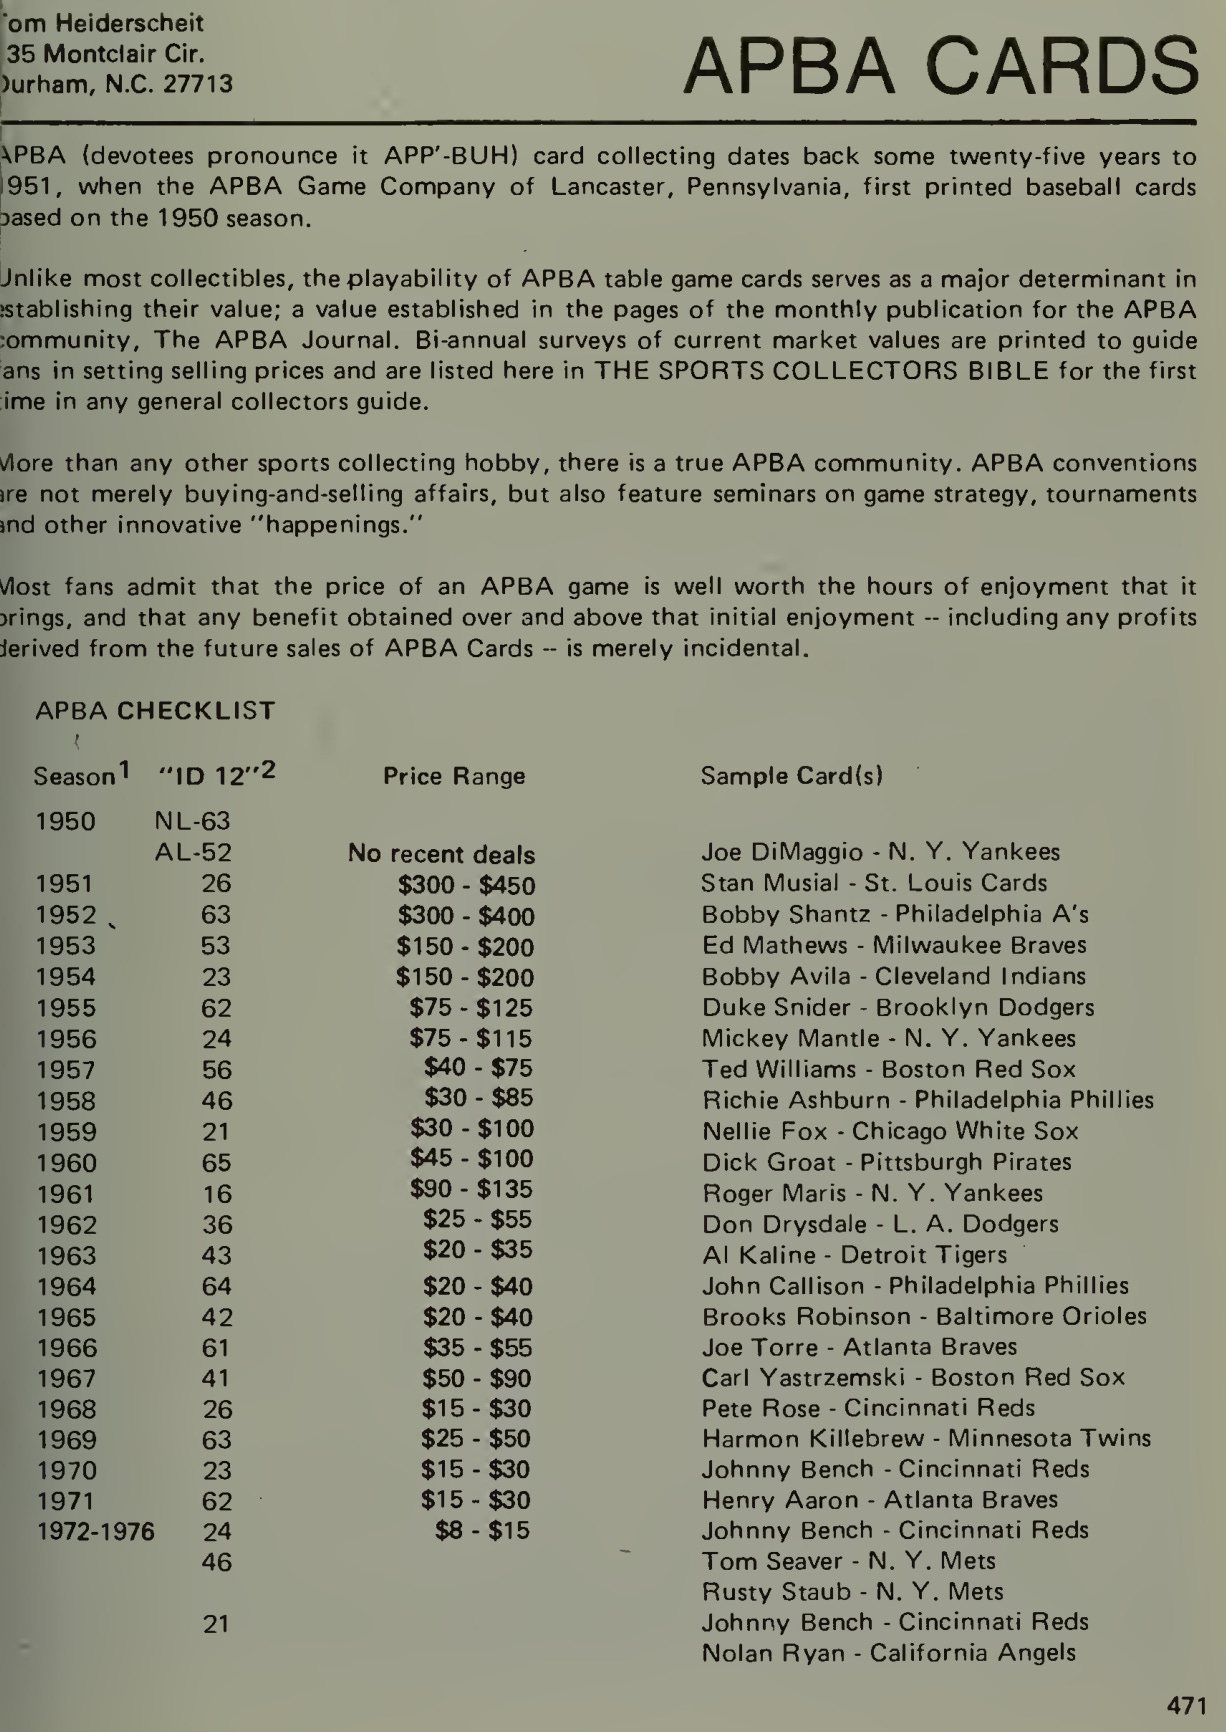 om Heiderscheit
35 Montclair Cir.
urham, N.C. 27713
APBA CARDS
APBA (devotees pronounce it APP'-BUH) card collecting dates back some twenty-five years to
1951, when the APBA Game Company of Lancaster, Pennsylvania, first printed baseball cards
based on the 1950 season.
Unlike most collectibles, the playability of APBA table game cards serves as a major determinant in
establishing their value; a value established in the pages of the monthly publication for the APBA
community, The APBA Journal. Bi-annual surveys of current market values are printed to guide
fans in setting selling prices and are listed here in THE SPORTS COLLECTORS BIBLE for the first
time in any general collectors guide.
More than any other sports collecting hobby, there is a true APBA community. APBA conventions
are not merely buying-and-selling affairs, but also feature seminars on game strategy, tournaments
and other innovative "happenings."
Most fans admit that the price of an APBA game is well worth the hours of enjoyment that it
brings, and that any benefit obtained over and above that initial enjoyment -- including any profits
derived from the future sales of APBA Cards -- is merely incidental.
APBA CHECKLIST
Season1 "ID 12"2 Price Range Sample Card(s)
1950 NL-63
AL-52 No recent deals Joe DiMaggio - N. Y. Yankees
1951 26 $300 - $450 Stan Musial - St. Louis Cards
1952 63 $300 - $400 Bobby Shantz - Philadelphia A's
1953 53 $150 - $200 Ed Mathews - Milwaukee Braves
1954 23 $150 - $200 Bobby Avila - Cleveland Indians
1955 62 $75 - $125 Duke Snider - Brooklyn Dodgers
1956 24 $75 - $115 Mickey Mantle - N. Y. Yankees
1957 56 $40 - $75 Ted Williams - Boston Red Sox
1958 46 $30 - $85 Richie Ashburn - Philadelphia Phillies
1959 21 $30 - $100 Nellie Fox - Chicago White Sox
1960 65 $45 - $100 Dick Groat - Pittsburgh Pirates
1961 16 $90 - $135 Roger Maris - N. Y. Yankees
1962 36 $25 - $55 Don Drysdale - L. A. Dodgers
1963 43 $20 - $35 Al Kaline - Detroit Tigers
1964 64 $20 - $40 John Callison - Philadelphia Phillies
1965 42 $20 - $40 Brooks Robinson - Baltimore Orioles
1966 61 $35 - $55 Joe Torre - Atlanta Braves
1967 41 $50 - $90 Carl Yastrzemski - Boston Red Sox
1968 26 $15 - $30 Pete Rose - Cincinnati Reds
1969 63 $25 - $50 Harmon Killebrew - Minnesota Twins
1970 23 $15 - $30 Johnny Bench - Cincinnati Reds
1971 62 $15 - $30 Henry Aaron - Atlanta Braves
1972-1976 24 $8 - $15 Johnny Bench - Cincinnati Reds
46 Tom Seaver - N. Y. Mets
Rusty Staub - N. Y. Mets
21 Johnny Bench - Cincinnati Reds
Nolan Ryan - California Angels
471